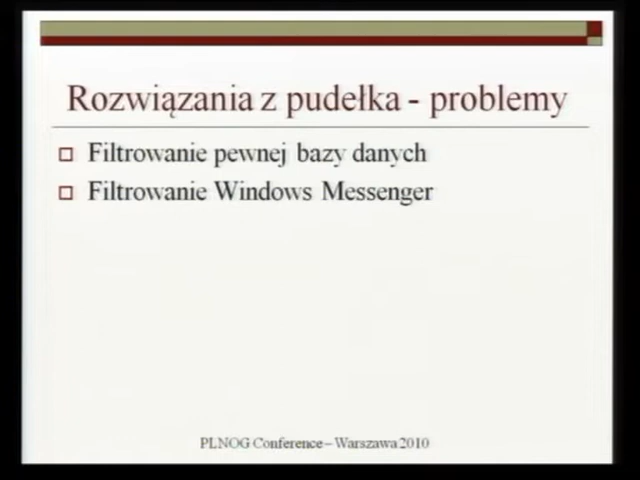 Rozwiązania z pudełka - problemy
Filtrowanie pewnej bazy danych
Filtrowanie Windows Messenger
PLNOG Conference – Warszawa 2010